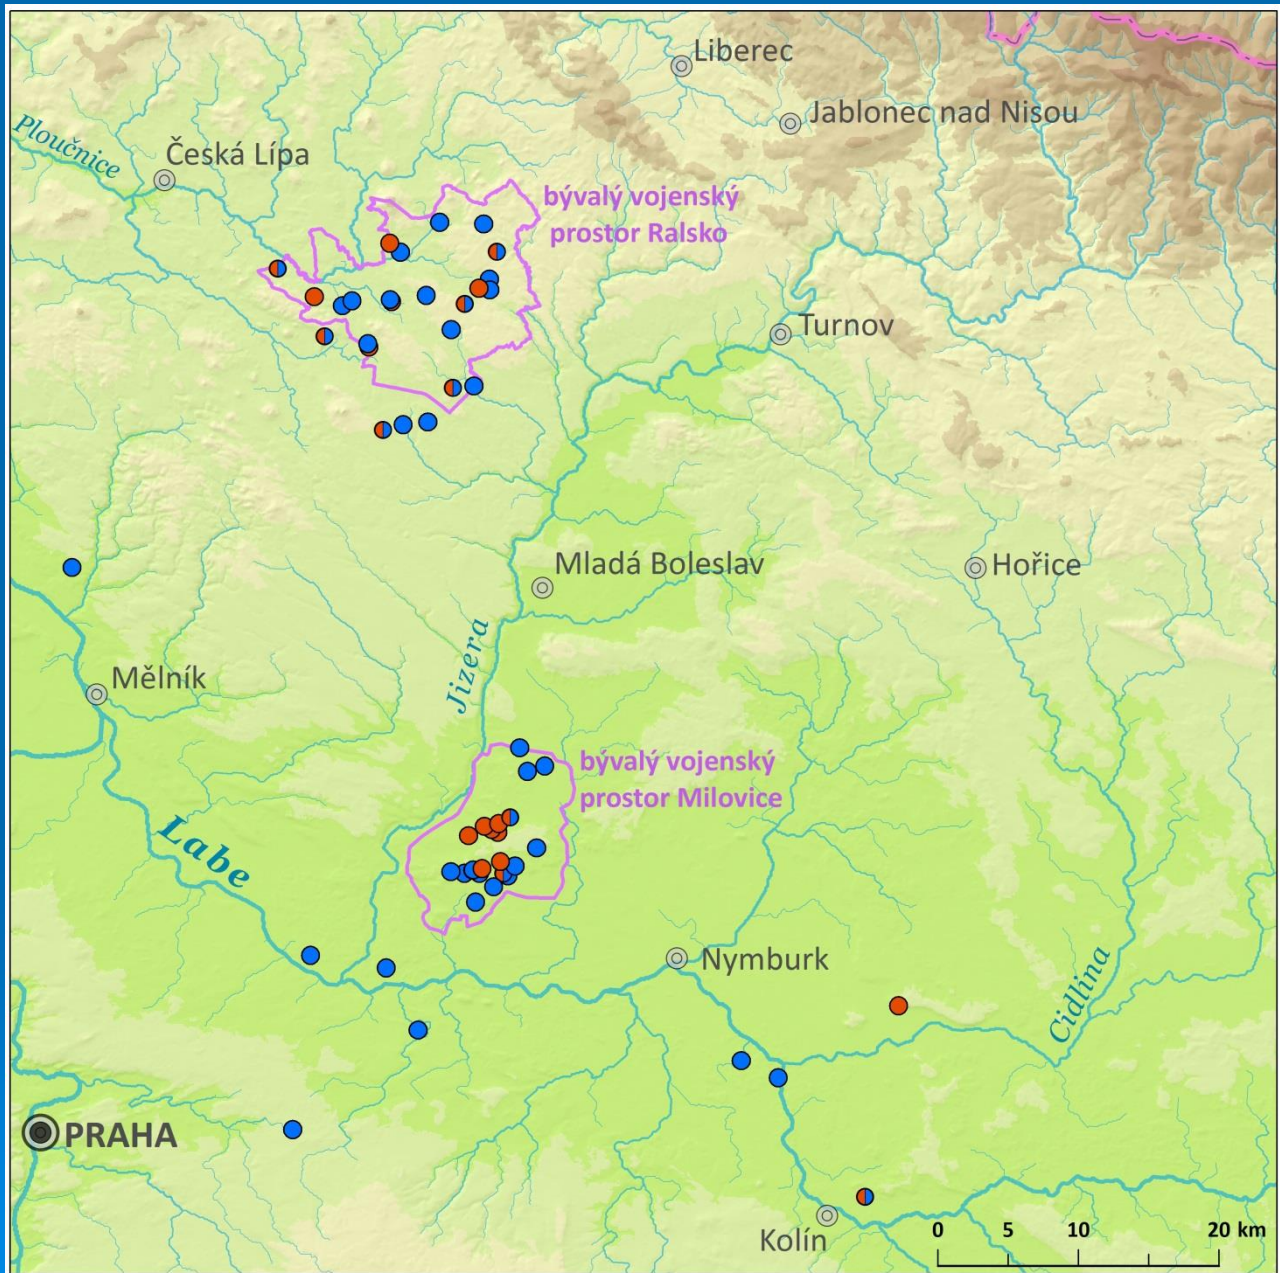 Liberec
Jablonec nad Nisou
Ploučnice
Česká Lípa
bývalý vojenský
prostor Ralsko
Turnov
Mladá Boleslav
Hořice
Jizera
Mělník
bývalý vojenský
prostor Milovice
Labe
Nymburk
Cidlina
PRAHA
Kolín
0 5 10 20 km